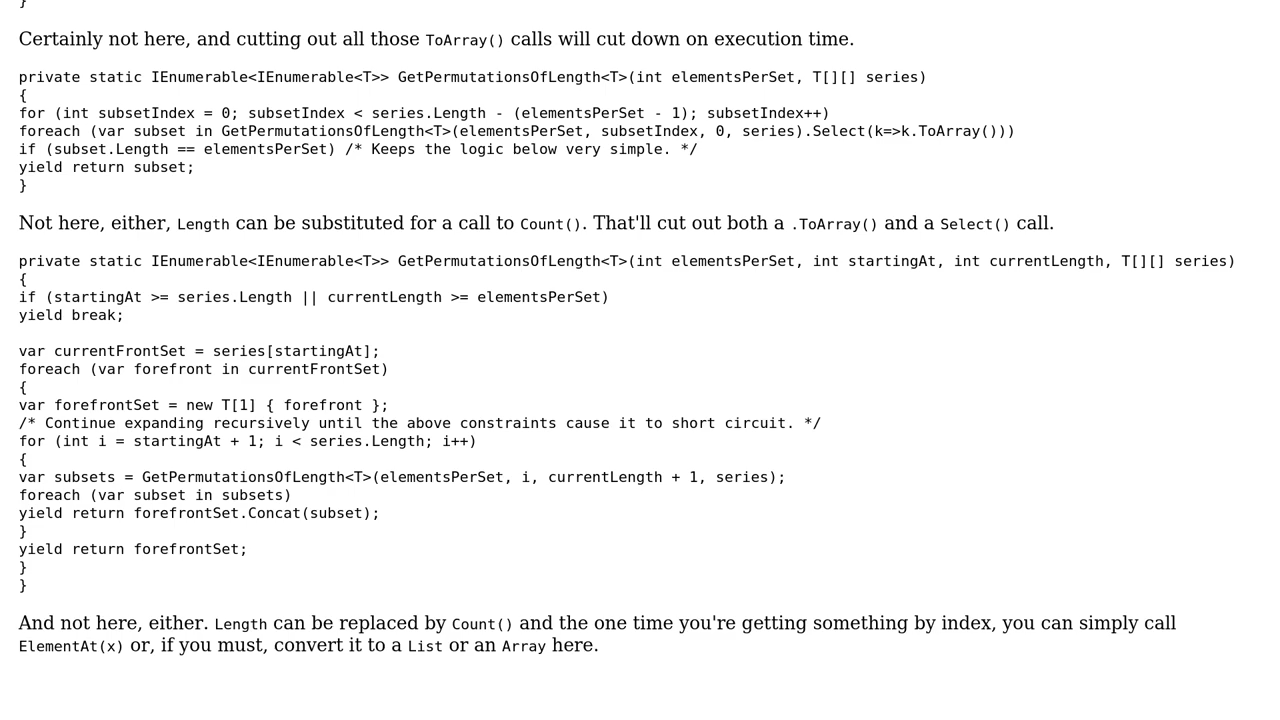 }
Certainly not here, and cutting out all those ToArray() calls will cut down on execution time.
private static IEnumerable<IEnumerable<T>> GetPermutationsOfLength<T>(int elementsPerSet, T[][] series)
{
for (int subsetIndex = 0; subsetIndex < series.Length - (elementsPerSet - 1); subsetIndex++)
foreach (var subset in GetPermutationsOfLength<T>(elementsPerSet, subsetIndex, 0, series).Select(k=>k.ToArray()))
if (subset.Length == elementsPerSet) /* Keeps the logic below very simple. */
yield return subset;
}
Not here, either, Length can be substituted for a call to Count(). That'll cut out both a .ToArray() and a Select() call.
private static IEnumerable<IEnumerable<T>> GetPermutationsOfLength<T>(int elementsPerSet, int startingAt, int currentLength, T[][] series)
{
if (startingAt >= series.Length || currentLength >= elementsPerSet)
yield break;
var currentFrontSet = series[startingAt];
foreach (var forefront in currentFrontSet)
{
var forefrontSet = new T[1] { forefront };
/* Continue expanding recursively until the above constraints cause it to short circuit. */
for (int i = startingAt + 1; i < series.Length; i++)
{
var subsets = GetPermutationsOfLength<T>(elementsPerSet, i, currentLength + 1, series);
foreach (var subset in subsets)
yield return forefrontSet.Concat(subset);
}
yield return forefrontSet;
}
}
And not here, either. Length can be replaced by Count() and the one time you're getting something by index, you can simply call
ElementAt(x) or, if you must, convert it to a List or an Array here.